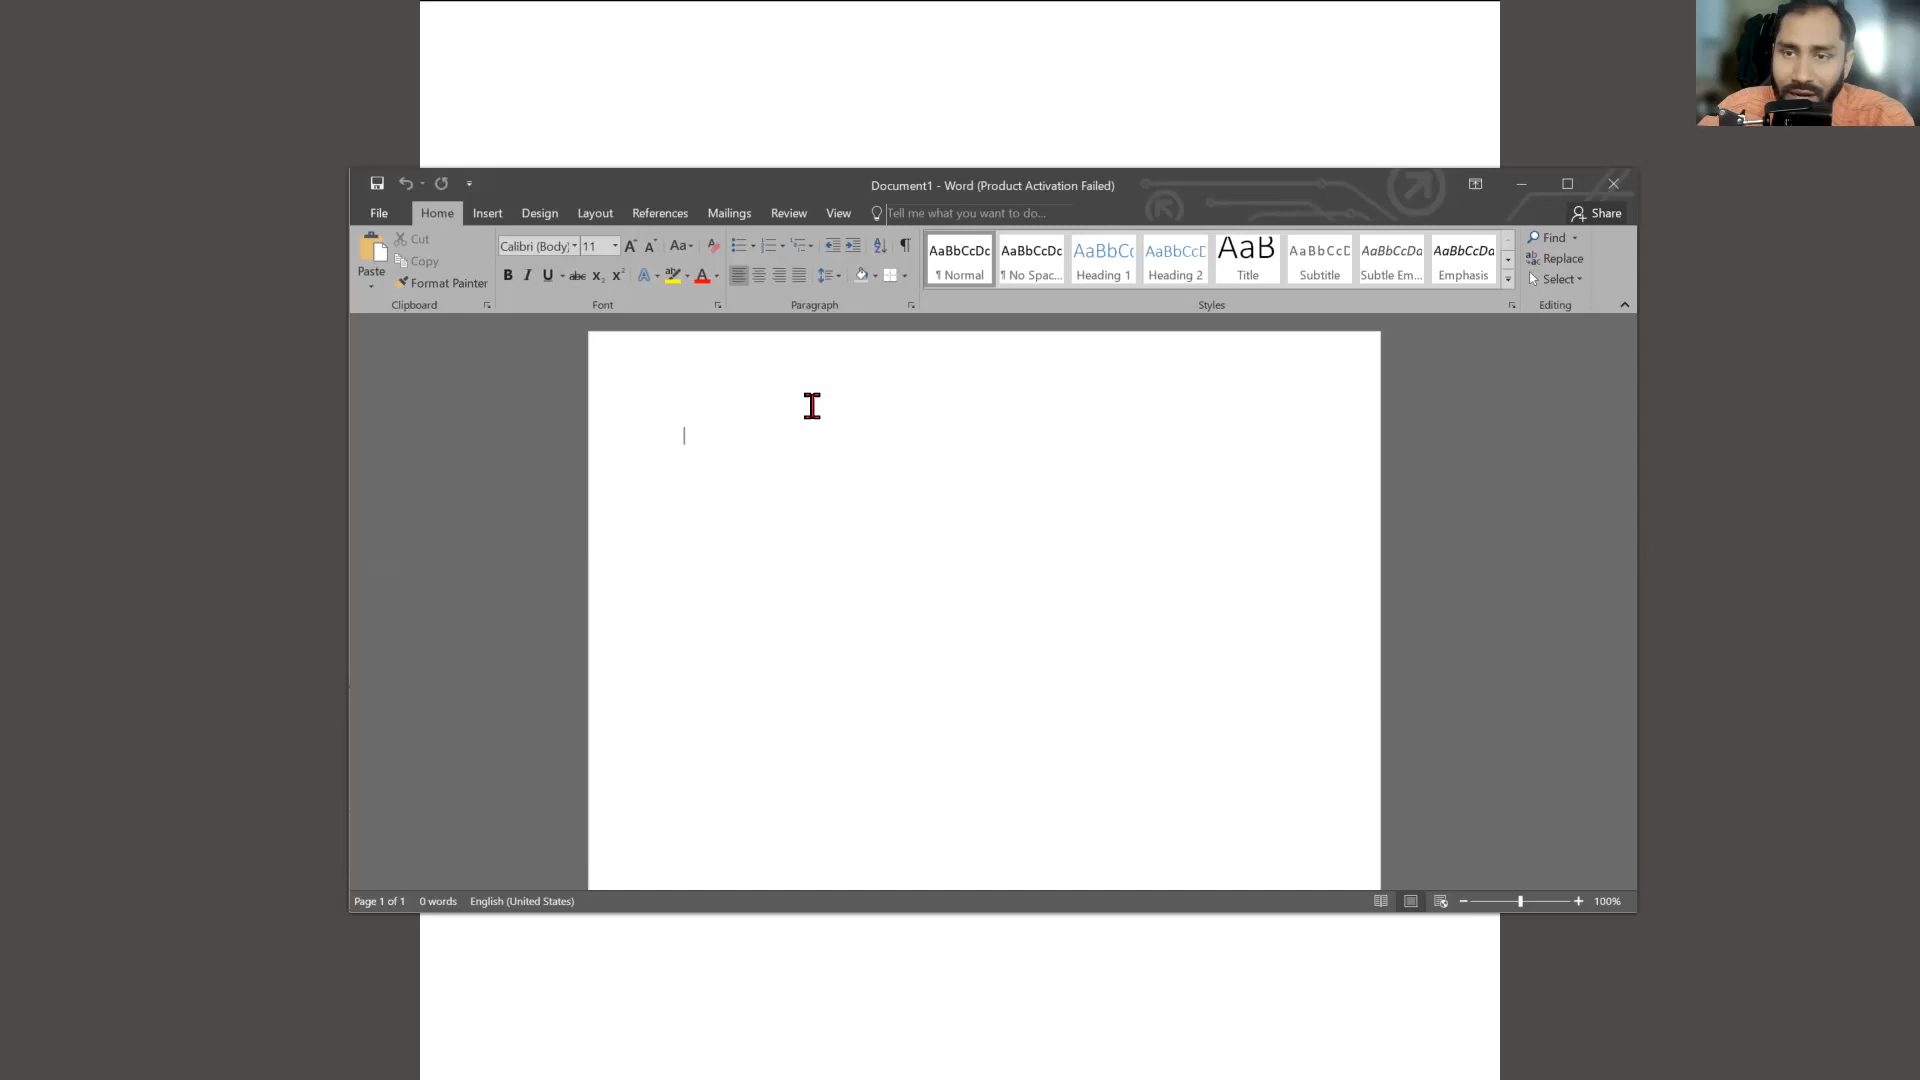 Document1 - Word (Product Activation Failed)
File Home Insert Design Layout References Mailings Review View Tell me what you want to do... Share
Paste
Cut
Copy
Format Painter
Clipboard
Calibri (Body) 11
Aa
B I U abc x₂ x²
A A
Font
Paragraph
AaBbCcDc AaBbCcDc AaBbCc AaBbCcD AaB AaBbCcD AaBbCcDa AaBbCcDa
¶ Normal ¶ No Spac... Heading 1 Heading 2 Title Subtitle Subtle Em... Emphasis
Styles
Find
Replace
Select
Editing
Page 1 of 1 0 words English (United States) 100%